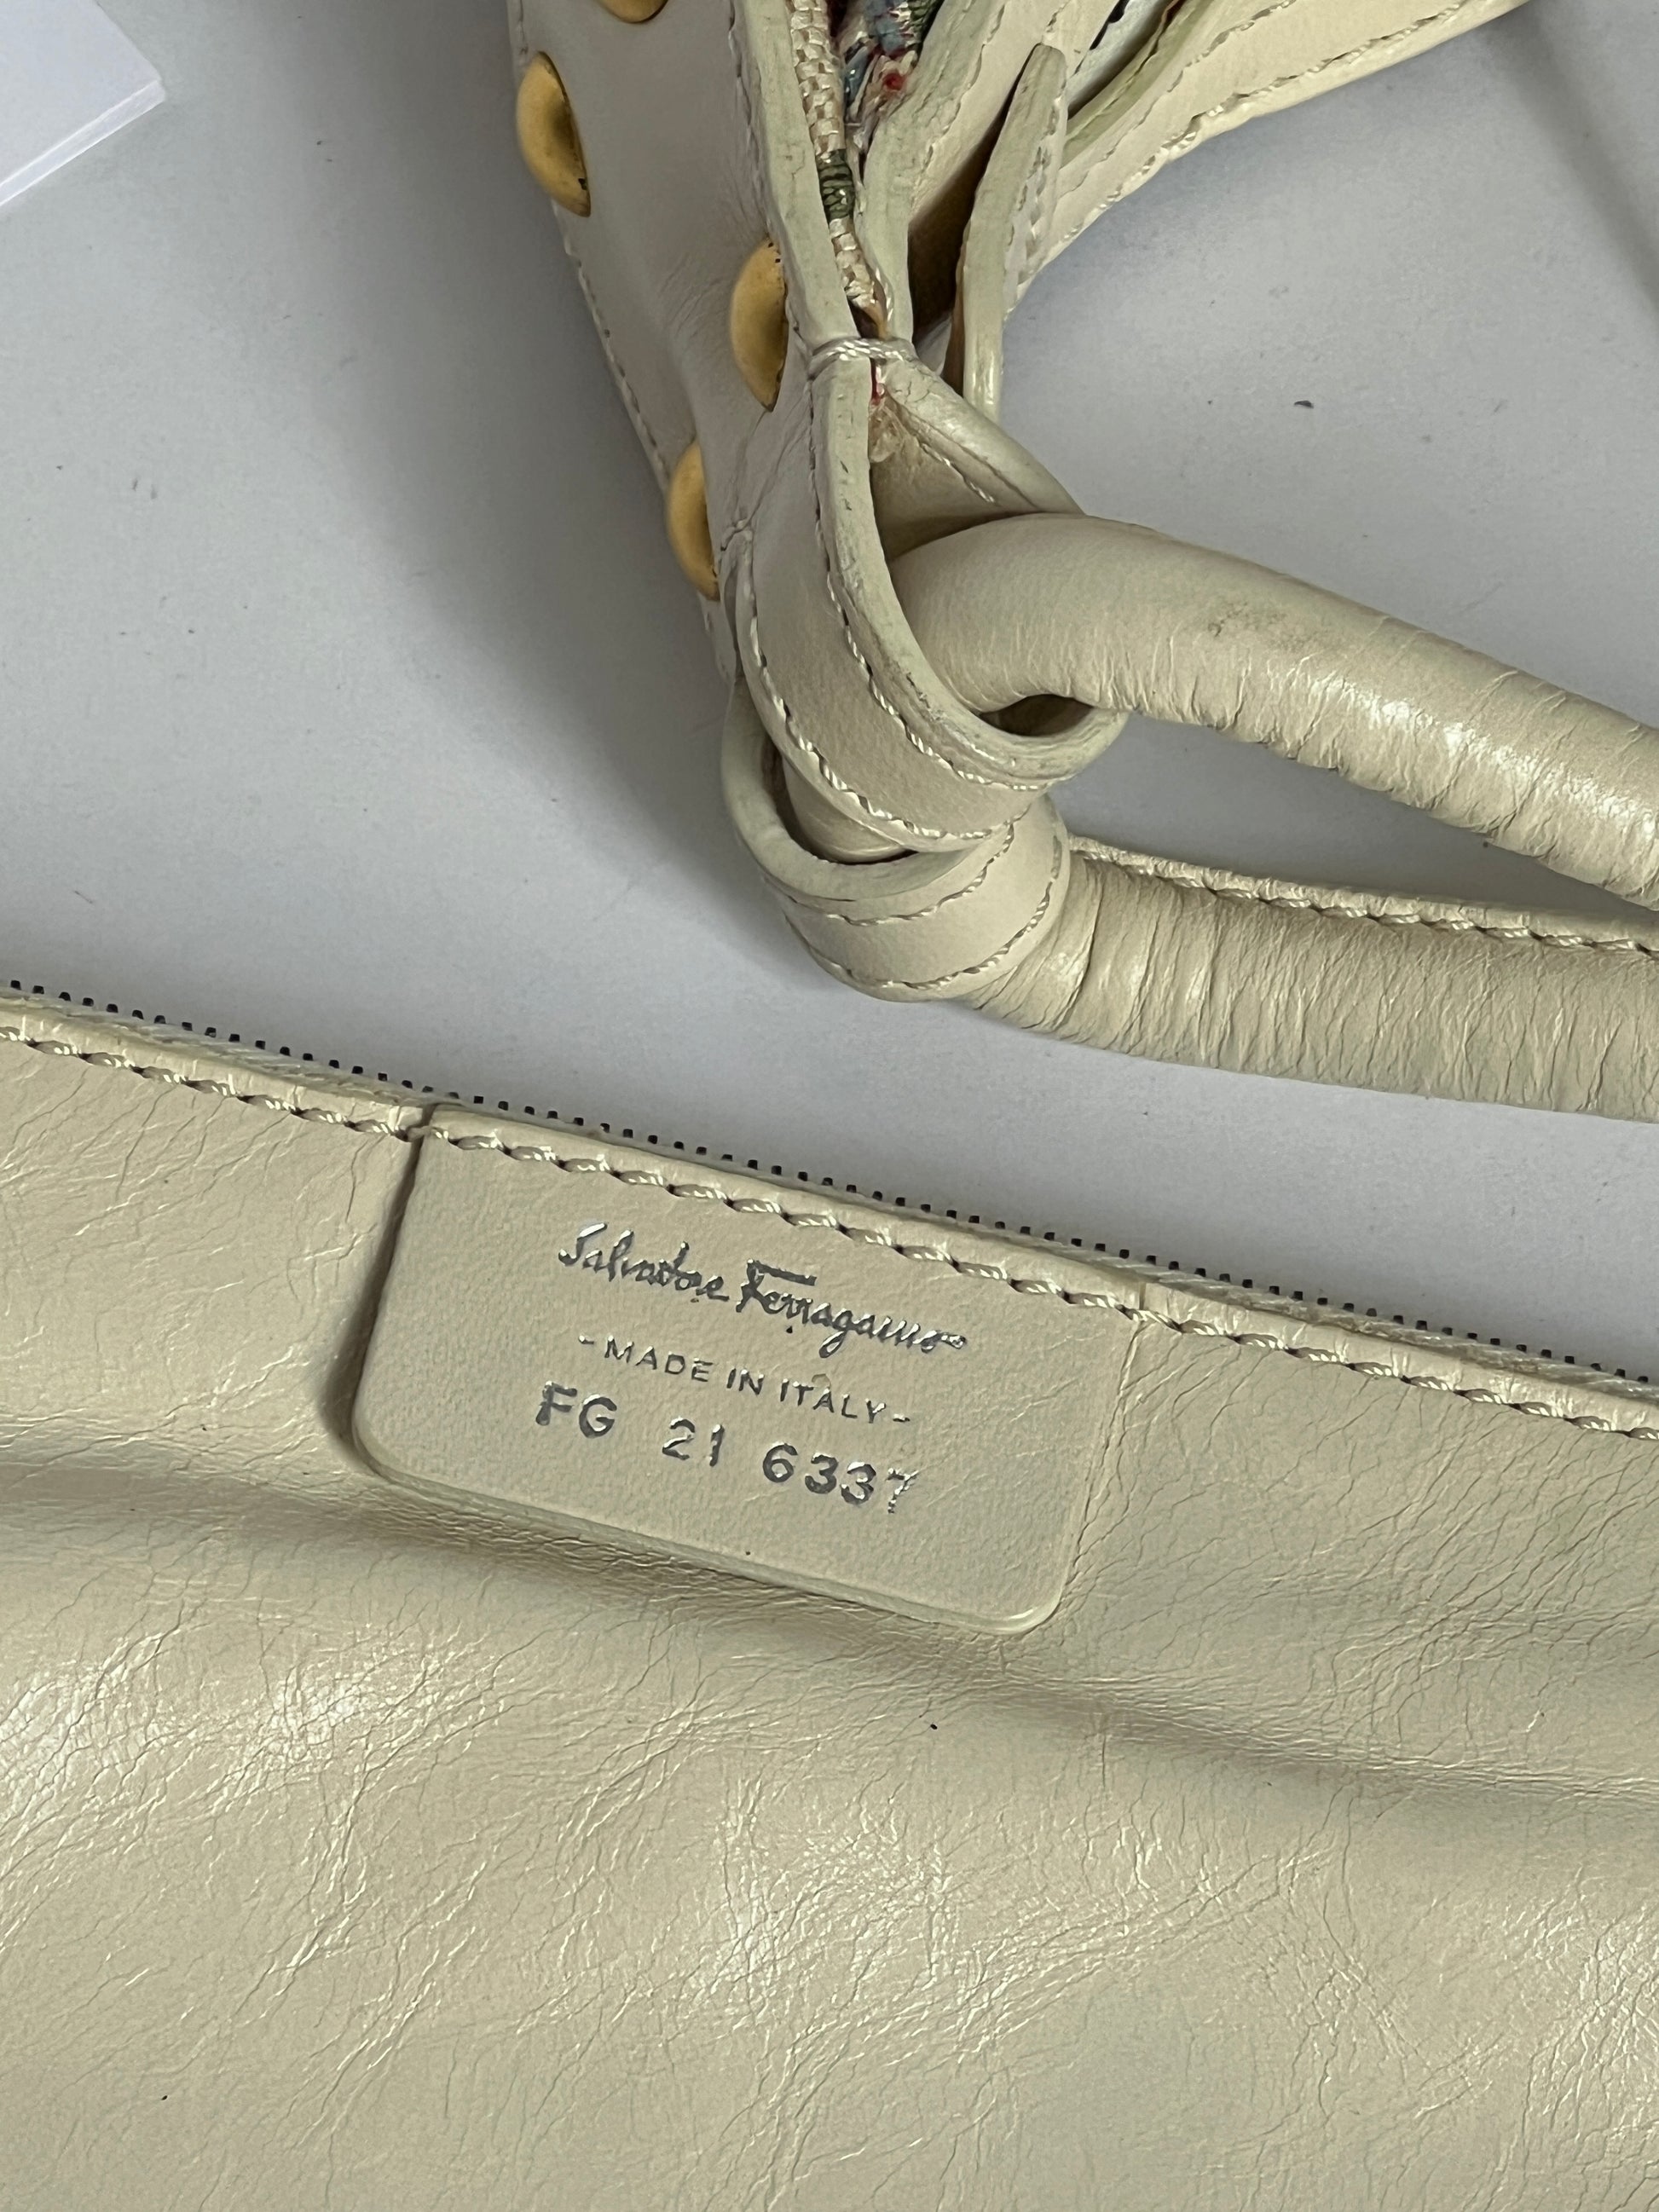 Salvatore Ferragamo
-MADE IN ITALY-
FG 21 6337